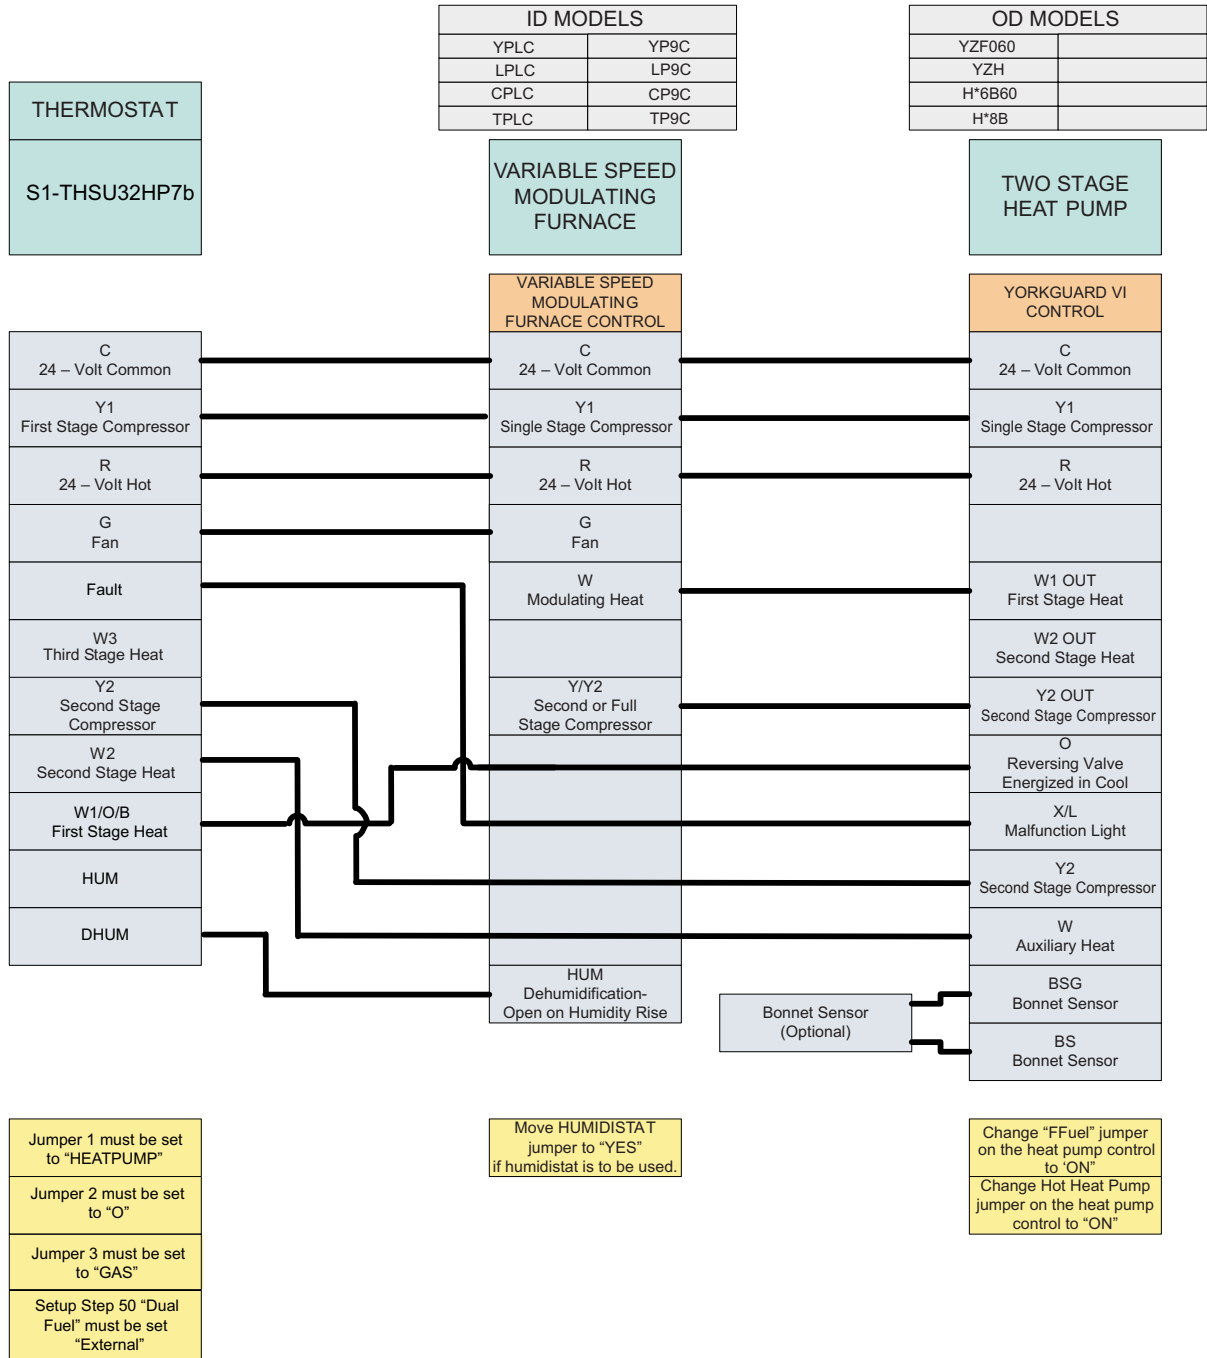 ID MODELS
YPLC YP9C
LPLC LP9C
CPLC CP9C
TPLC TP9C
OD MODELS
YZF060
YZH
H*6B60
H*8B
THERMOSTAT
S1-THSU32HP7b
VARIABLE SPEED
MODULATING
FURNACE
TWO STAGE
HEAT PUMP
VARIABLE SPEED
MODULATING
FURNACE CONTROL
YORKGUARD VI
CONTROL
C
24 – Volt Common
Y1
First Stage Compressor
R
24 – Volt Hot
G
Fan
Fault
W3
Third Stage Heat
Y2
Second Stage
Compressor
W2
Second Stage Heat
W1/O/B
First Stage Heat
HUM
DHUM
C
24 – Volt Common
Y1
Single Stage Compressor
R
24 – Volt Hot
G
Fan
W
Modulating Heat
Y/Y2
Second or Full
Stage Compressor
HUM
Dehumidification-
Open on Humidity Rise
C
24 – Volt Common
Y1
Single Stage Compressor
R
24 – Volt Hot
W1 OUT
First Stage Heat
W2 OUT
Second Stage Heat
Y2 OUT
Second Stage Compressor
O
Reversing Valve
Energized in Cool
X/L
Malfunction Light
Y2
Second Stage Compressor
W
Auxiliary Heat
BSG
Bonnet Sensor
BS
Bonnet Sensor
Bonnet Sensor
(Optional)
Jumper 1 must be set
to “HEATPUMP”
Jumper 2 must be set
to “O”
Jumper 3 must be set
to “GAS”
Setup Step 50 “Dual
Fuel” must be set
“External”
Move HUMIDISTAT
jumper to “YES”
if humidistat is to be used.
Change “FFuel” jumper
on the heat pump control
to ‘ON”
Change Hot Heat Pump
jumper on the heat pump
control to “ON”